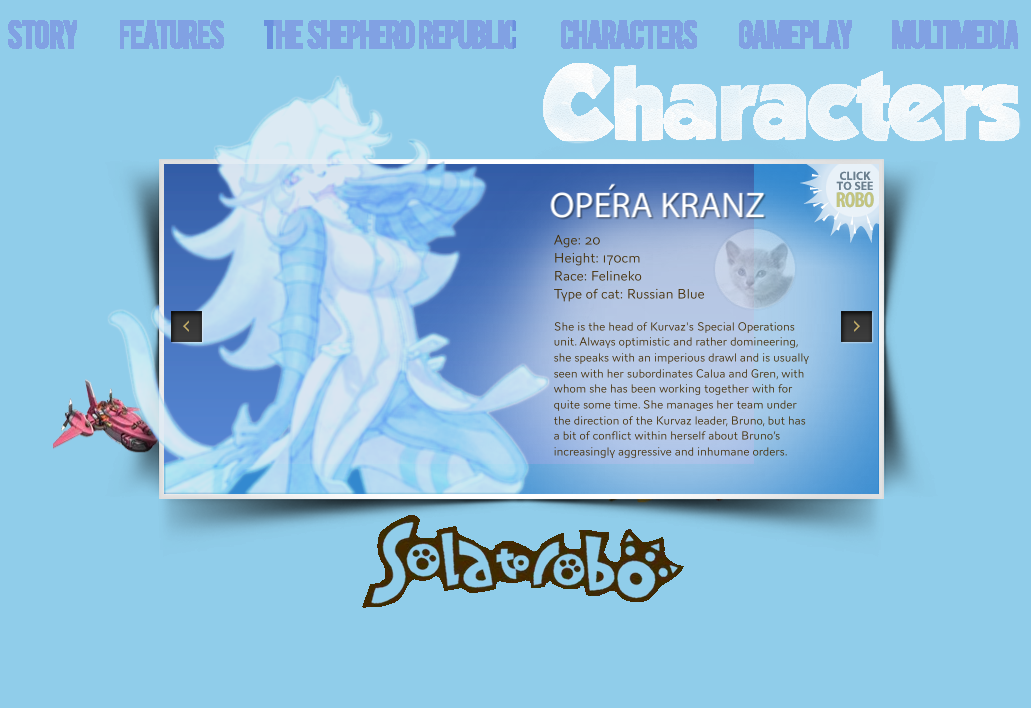 STORY FEATURES THE SHEPHERD REPUBLIC CHARACTERS GAMEPLAY MULTIMEDIA
Characters
CLICK
TO SEE
ROBO
OPÉRA KRANZ
Age: 20
Height: 170cm
Race: Felineko
Type of cat: Russian Blue
She is the head of Kurvaz's Special Operations
unit. Always optimistic and rather domineering,
she speaks with an imperious drawl and is usually
seen with her subordinates Calua and Gren, with
whom she has been working together with for
quite some time. She manages her team under
the direction of the Kurvaz leader, Bruno, but has
a bit of conflict within herself about Bruno's
increasingly aggressive and inhumane orders.
Solatorobo